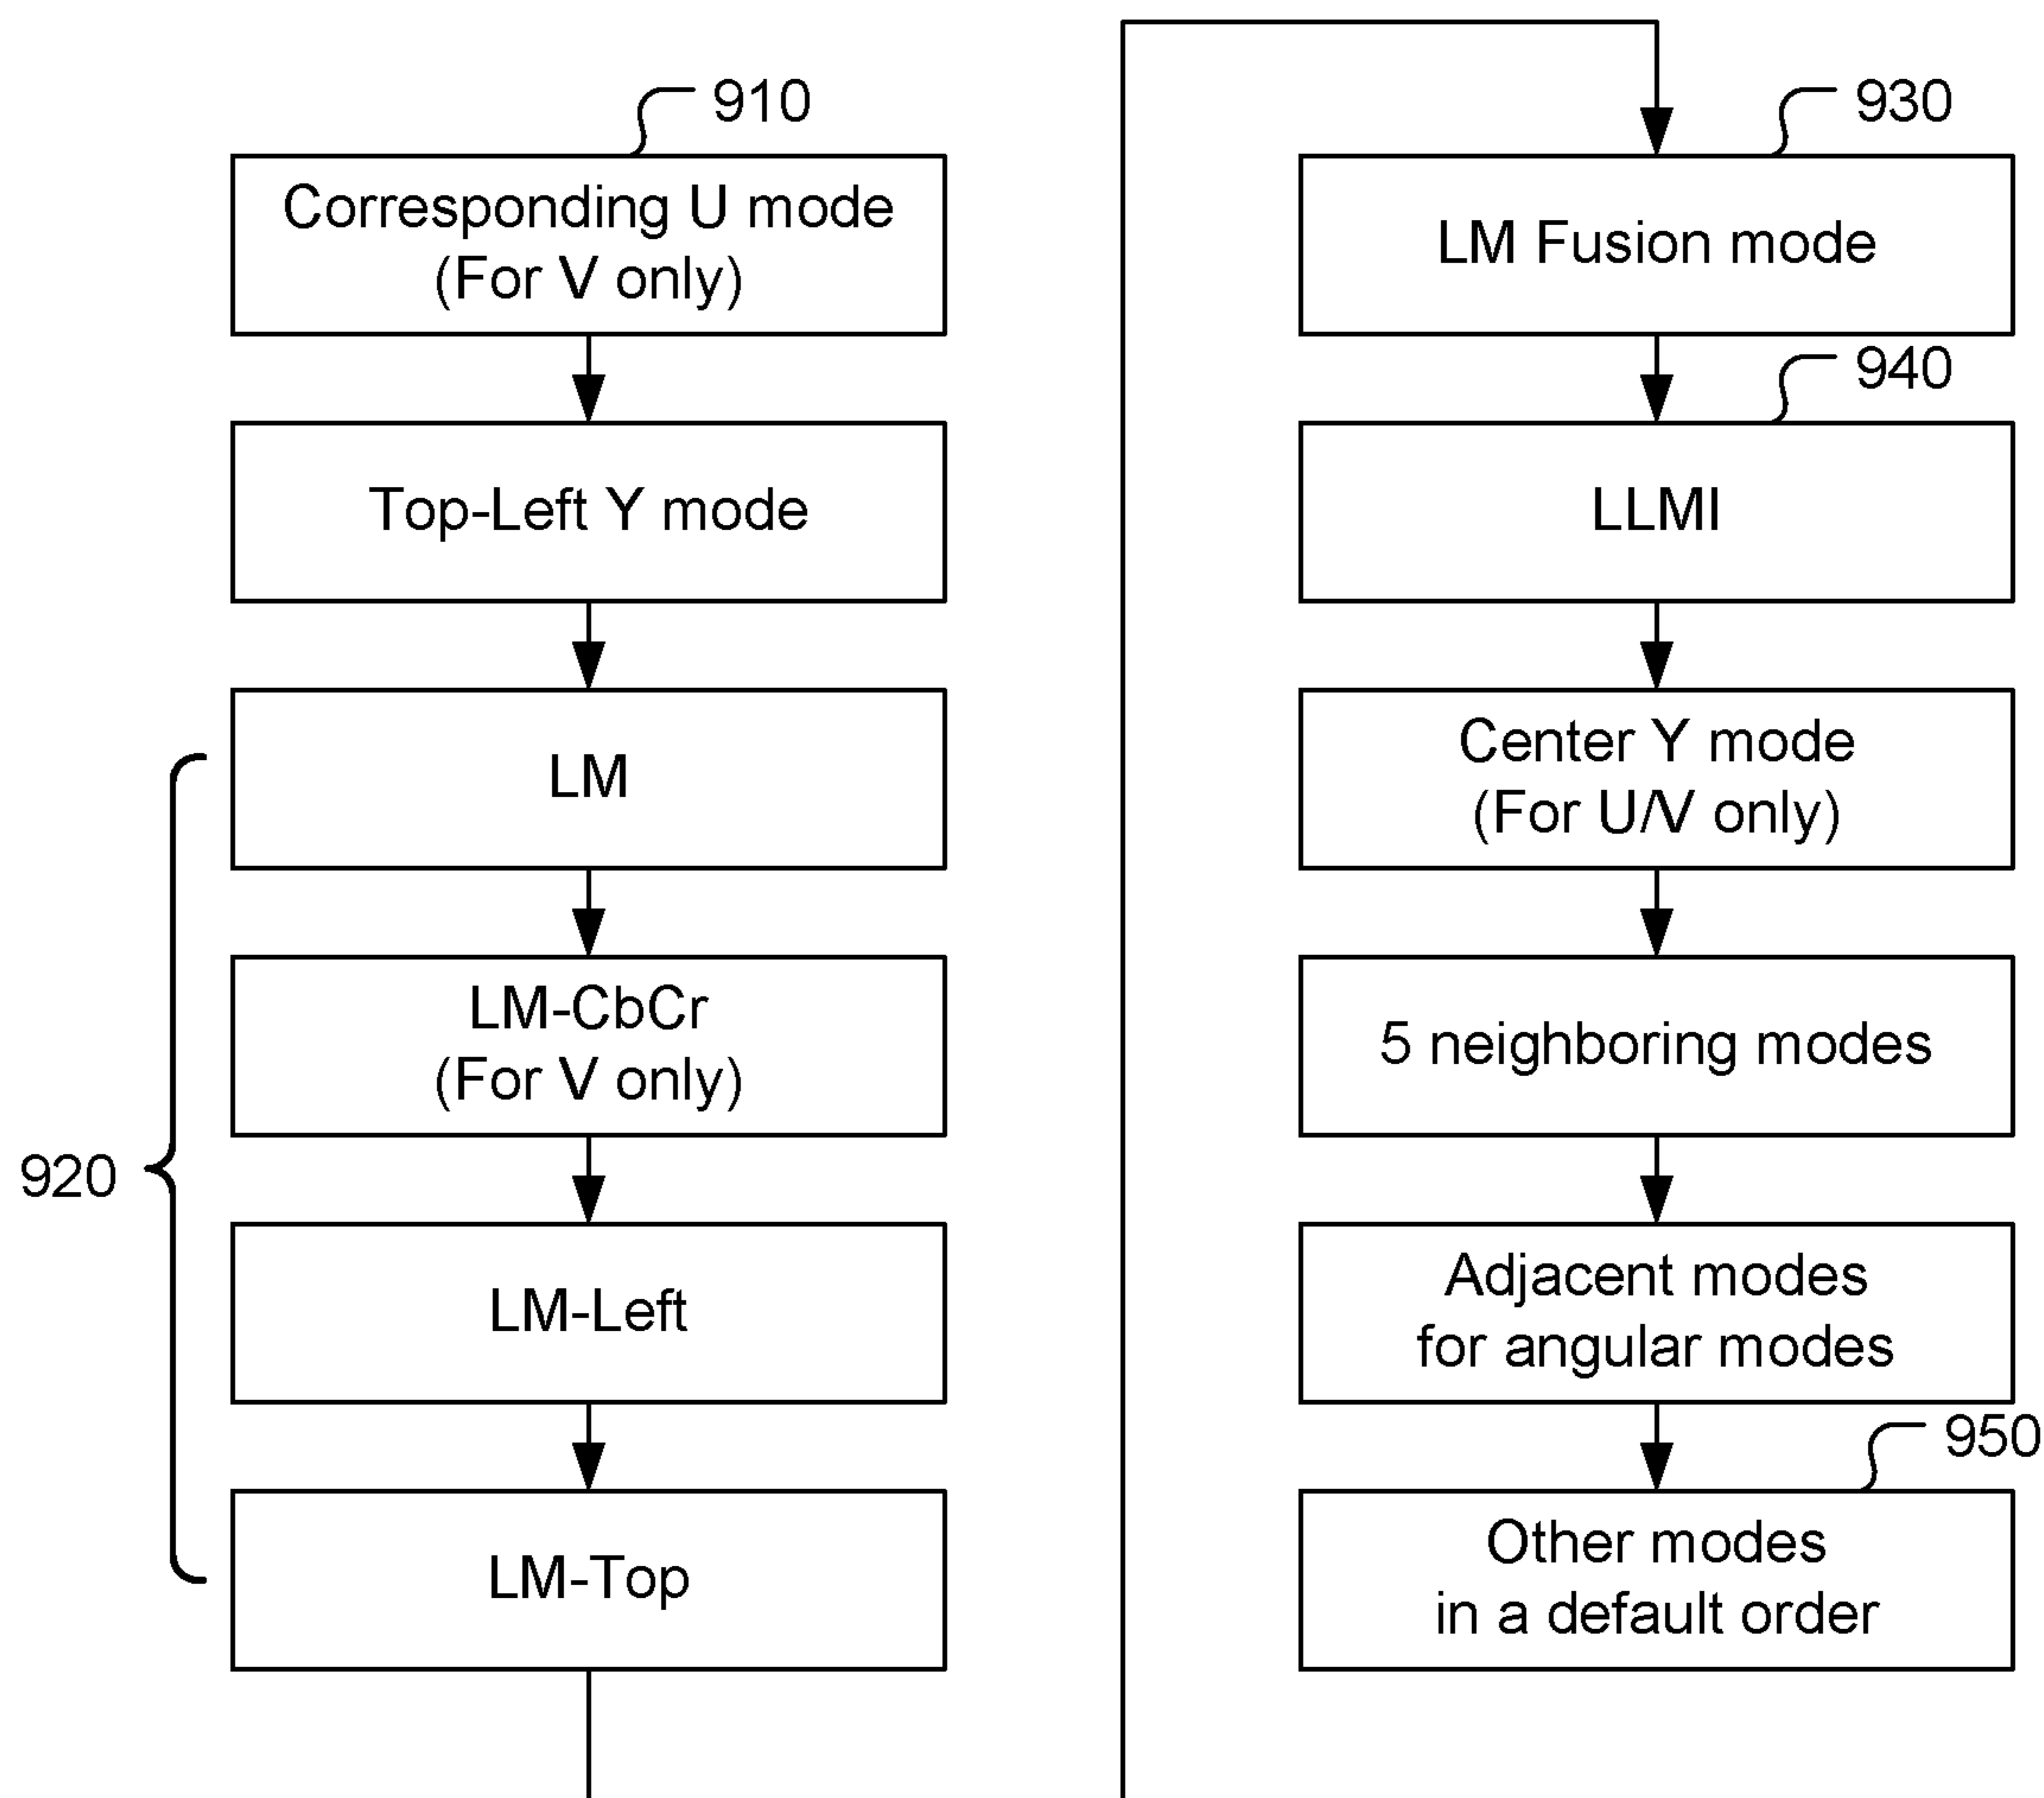 910
Corresponding U mode
(For V only)
Top-Left Y mode
920
LM
LM-CbCr
(For V only)
LM-Left
LM-Top
930
LM Fusion mode
940
LLMI
Center Y mode
(For U/V only)
5 neighboring modes
Adjacent modes
for angular modes
950
Other modes
in a default order